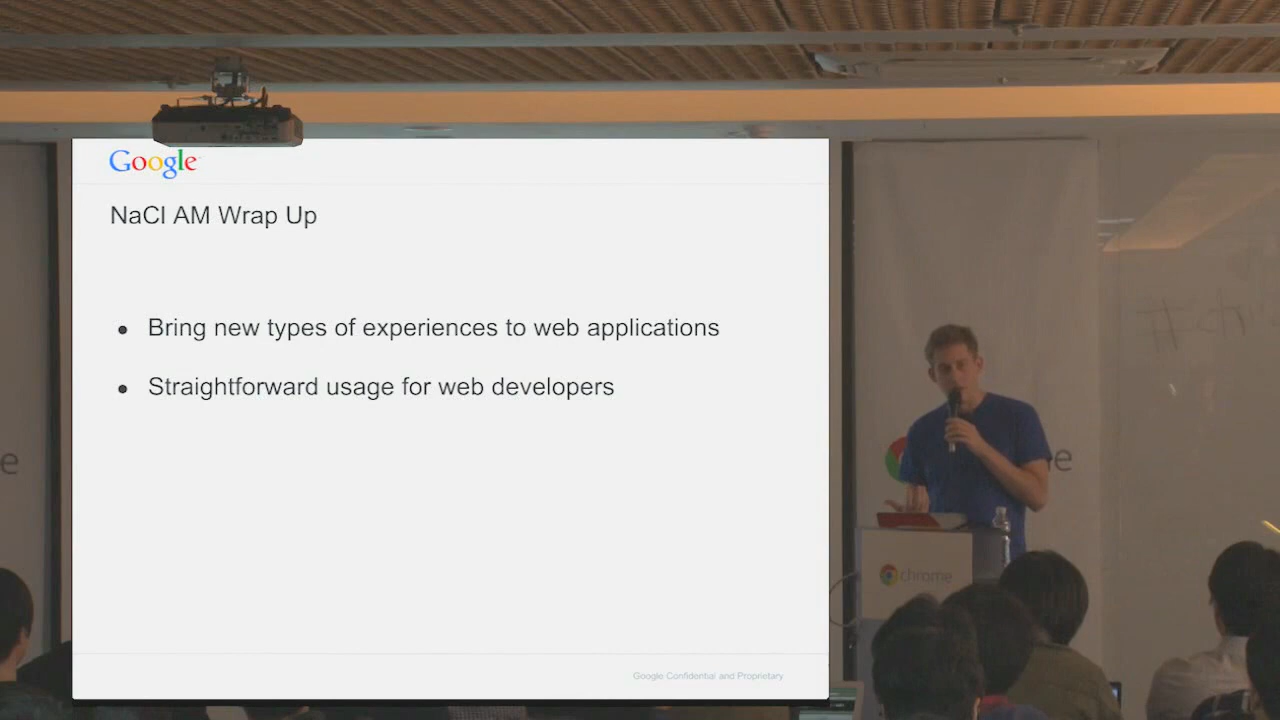 Google
NaCl AM Wrap Up
Bring new types of experiences to web applications
Straightforward usage for web developers
Google Confidential and Proprietary
e
e
chrome